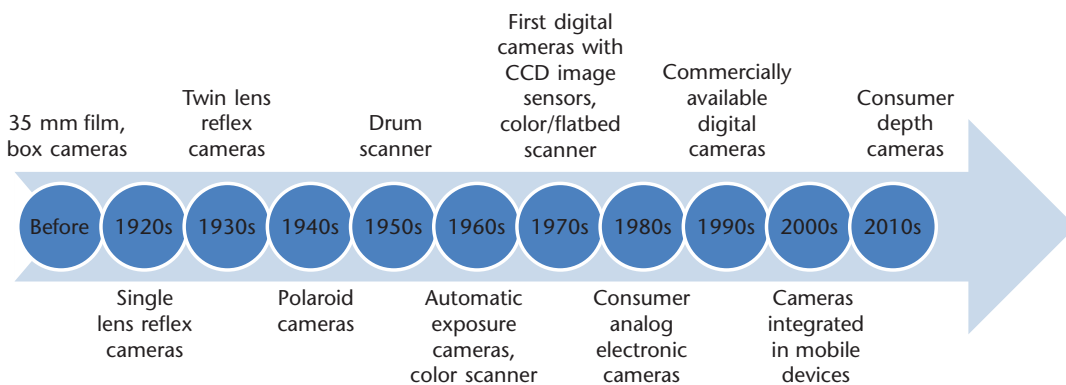 35 mm film,
box cameras
Twin lens
reflex
cameras
Drum
scanner
First digital
cameras with
CCD image
sensors,
color/flatbed
scanner
Commercially
available
digital
cameras
Consumer
depth
cameras
Before 1920s 1930s 1940s 1950s 1960s 1970s 1980s 1990s 2000s 2010s
Single
lens reflex
cameras
Polaroid
cameras
Automatic
exposure
cameras,
color scanner
Consumer
analog
electronic
cameras
Cameras
integrated
in mobile
devices